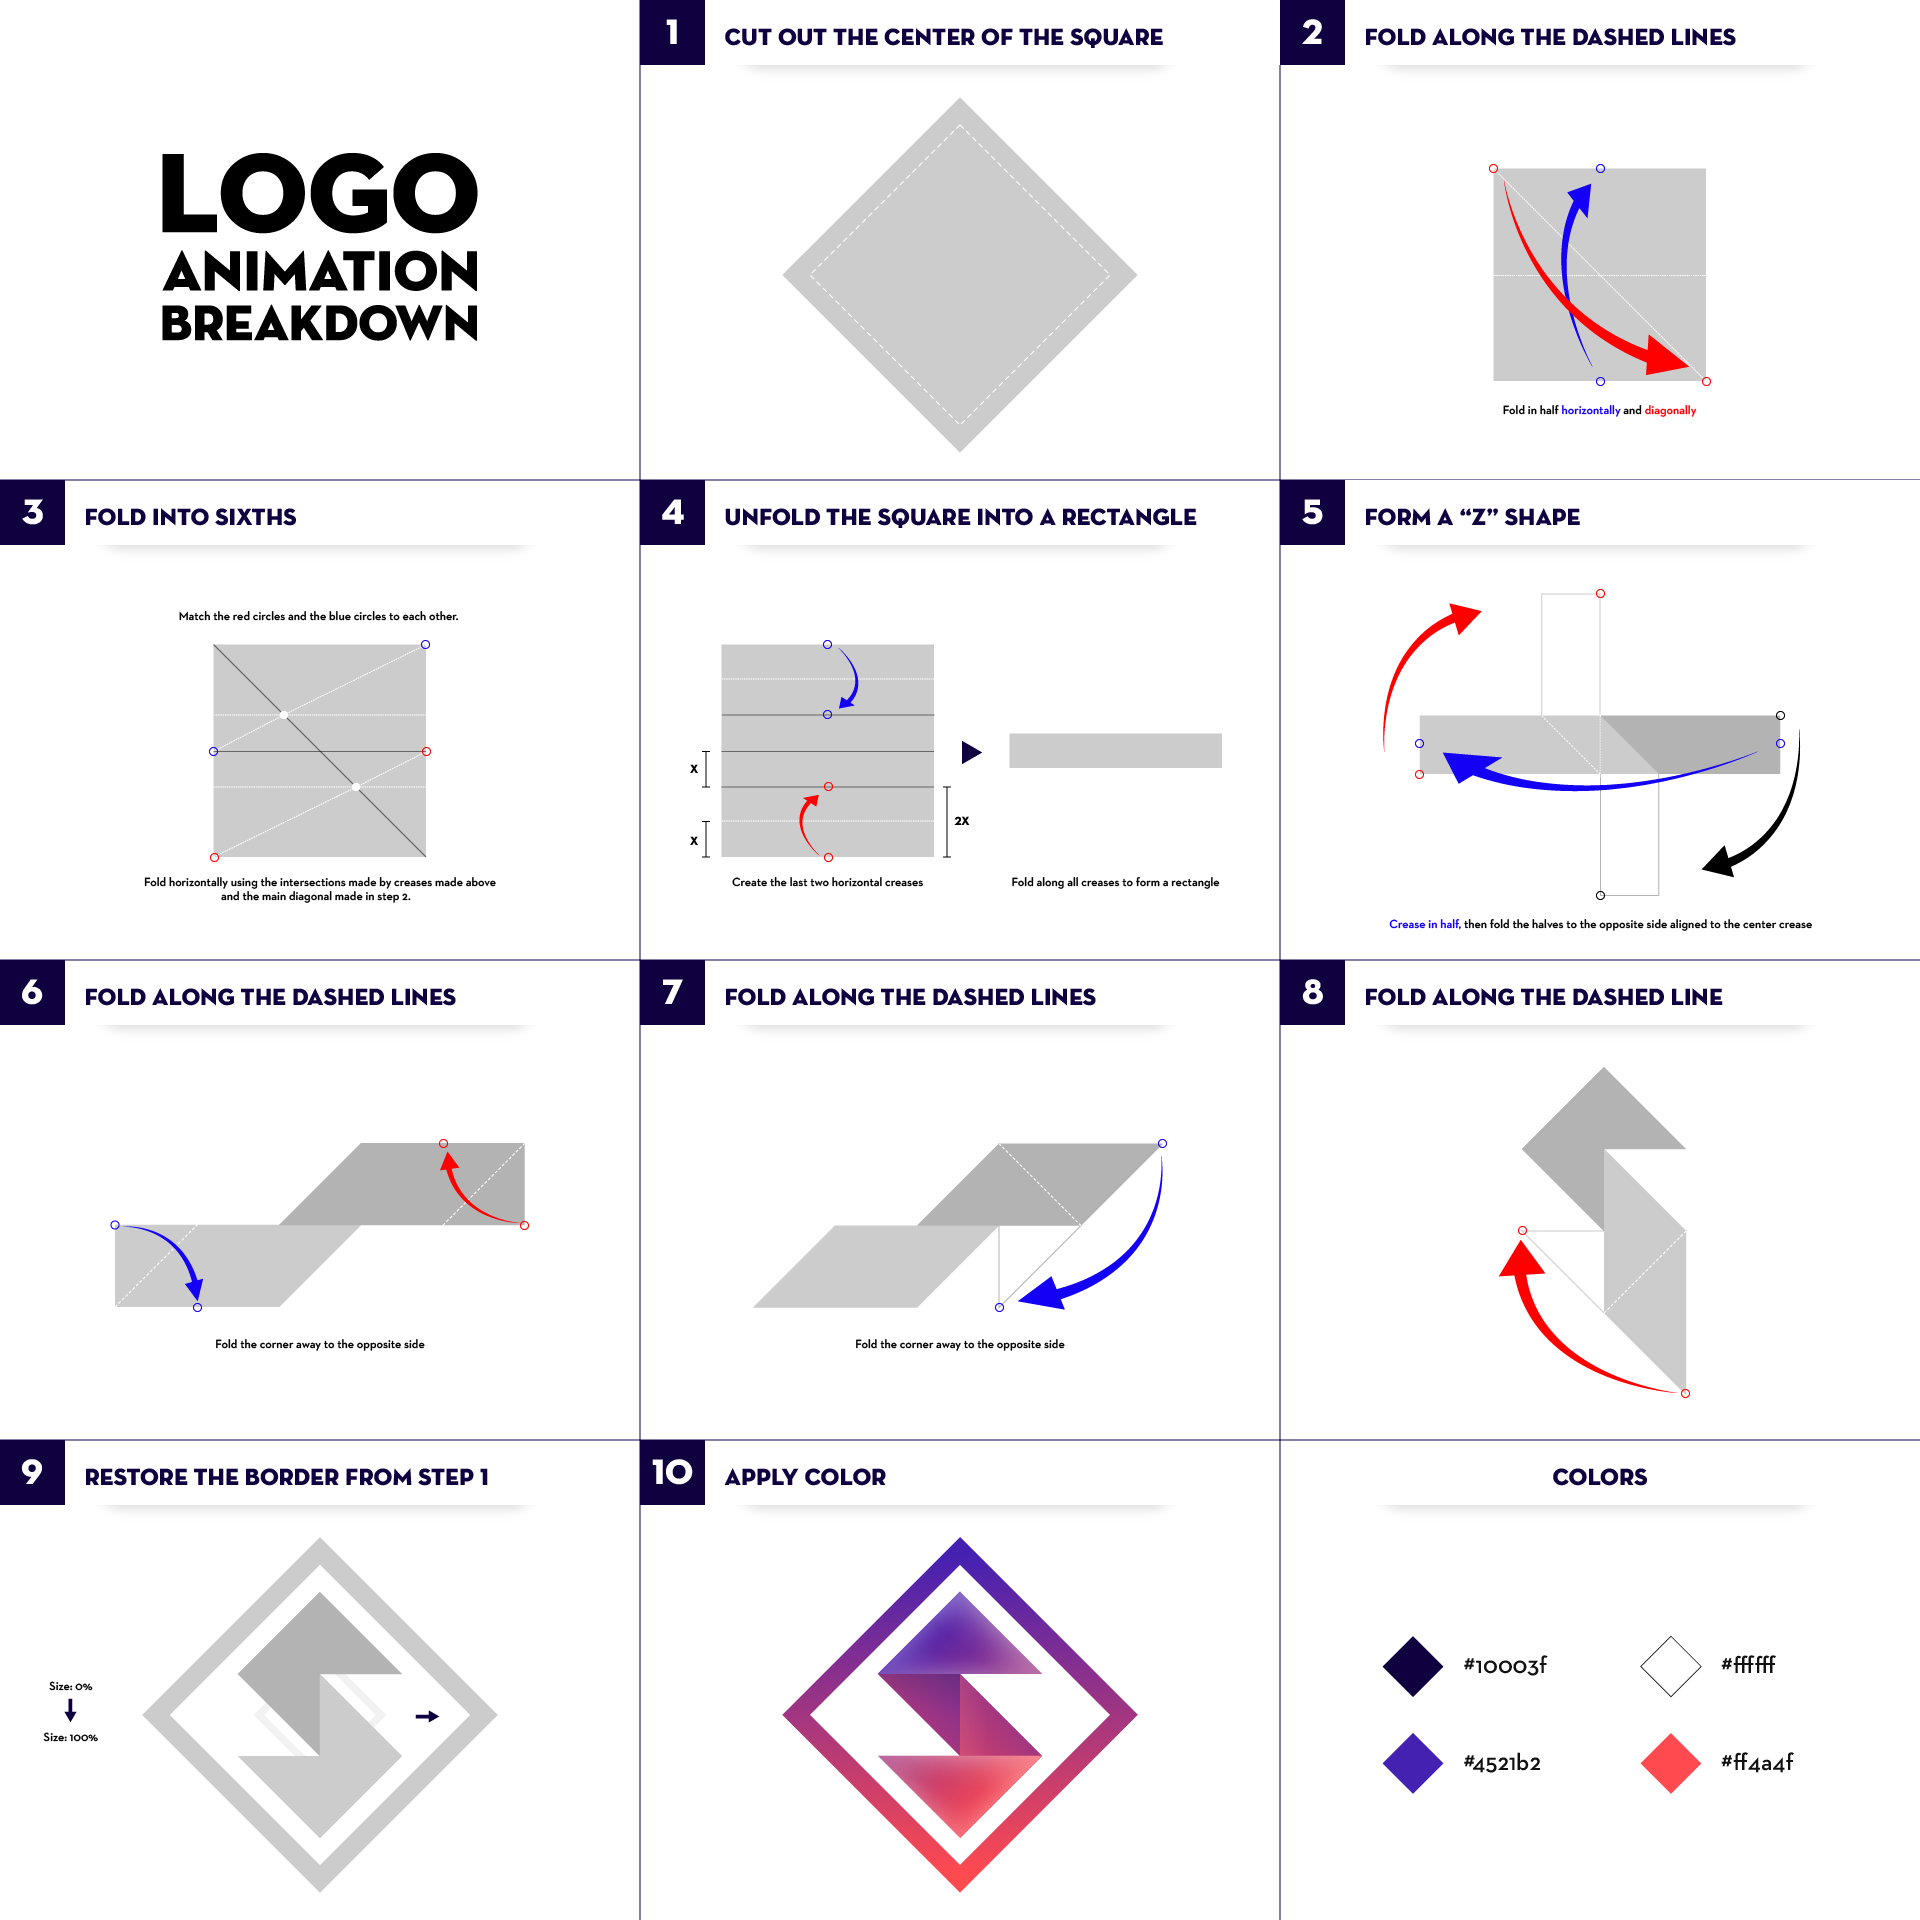 LOGO
ANIMATION
BREAKDOWN
1
CUT OUT THE CENTER OF THE SQUARE
2
FOLD ALONG THE DASHED LINES
Fold in half horizontally and diagonally
3
FOLD INTO SIXTHS
Match the red circles and the blue circles to each other.
Fold horizontally using the intersections made by creases made above
and the main diagonal made in step 2.
4
UNFOLD THE SQUARE INTO A RECTANGLE
X
X
2X
Create the last two horizontal creases
Fold along all creases to form a rectangle
5
FORM A “Z” SHAPE
Crease in half, then fold the halves to the opposite side aligned to the center crease
6
FOLD ALONG THE DASHED LINES
Fold the corner away to the opposite side
7
FOLD ALONG THE DASHED LINES
Fold the corner away to the opposite side
8
FOLD ALONG THE DASHED LINE
9
RESTORE THE BORDER FROM STEP 1
Size: 0%
Size: 100%
10
APPLY COLOR
COLORS
#10003f
#ffffff
#4521b2
#ff4a4f